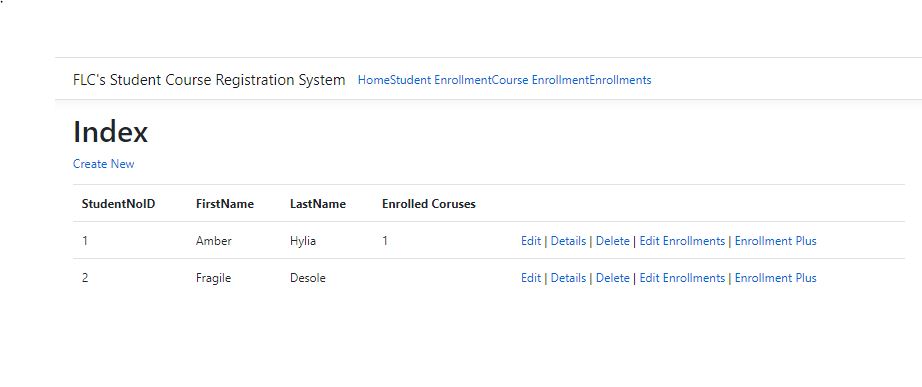 FLC's Student Course Registration System HomeStudent EnrollmentCourse EnrollmentEnrollments
Index
Create New
StudentNoID FirstName LastName Enrolled Coruses
1 Amber Hylia 1 Edit | Details | Delete | Edit Enrollments | Enrollment Plus
2 Fragile Desole Edit | Details | Delete | Edit Enrollments | Enrollment Plus